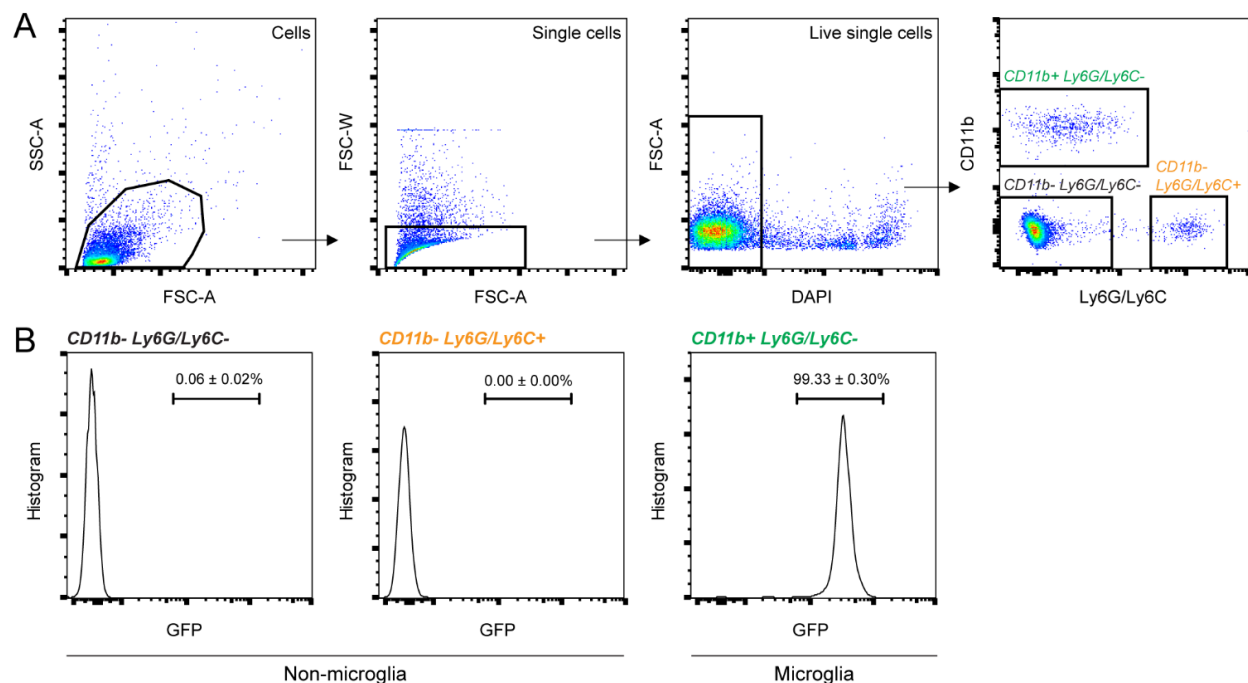 A
Cells
SSC-A
FSC-A
Single cells
FSC-W
FSC-A
Live single cells
FSC-A
DAPI
CD11b+ Ly6G/Ly6C-
CD11b
CD11b- Ly6G/Ly6C-
CD11b-
Ly6G/Ly6C+
Ly6G/Ly6C
B
CD11b- Ly6G/Ly6C-
0.06 ± 0.02%
Histogram
GFP
CD11b- Ly6G/Ly6C+
0.00 ± 0.00%
Histogram
GFP
Non-microglia
CD11b+ Ly6G/Ly6C-
99.33 ± 0.30%
Histogram
GFP
Microglia